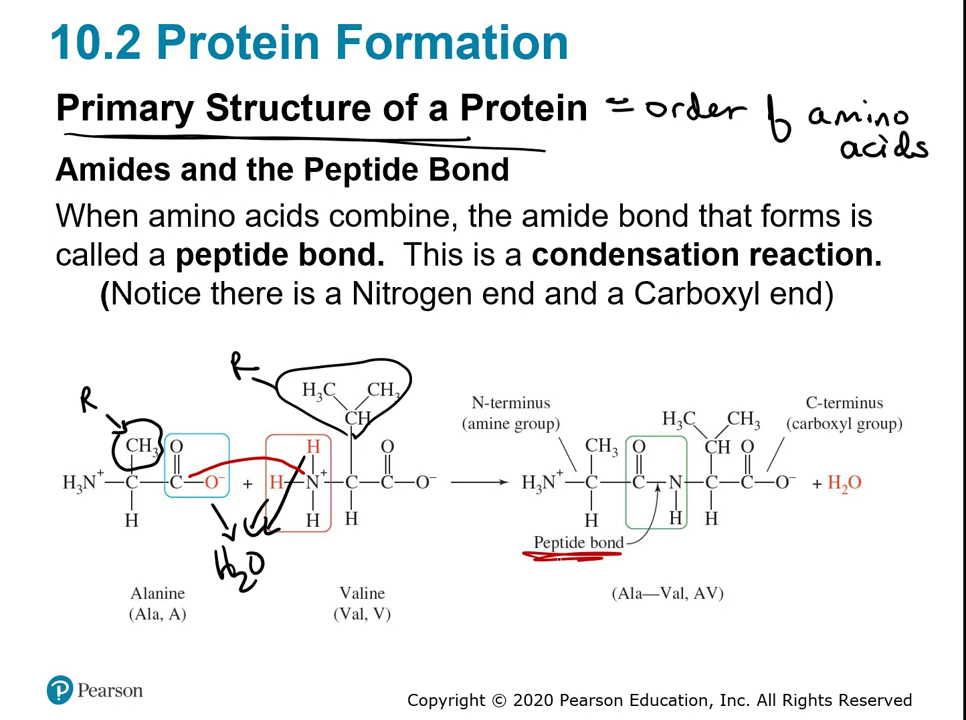 10.2 Protein Formation
Primary Structure of a Protein = order of amino
acids
Amides and the Peptide Bond
When amino acids combine, the amide bond that forms is
called a peptide bond. This is a condensation reaction.
(Notice there is a Nitrogen end and a Carboxyl end)
R
R
H₃C CH₃
CH
CH₃ O
H
O
H₃N⁺—C—C—O⁻ + H—N⁺—C—C—O⁻
H
H H
H₂O
Alanine
(Ala, A)
Valine
(Val, V)
N-terminus
(amine group)
C-terminus
(carboxyl group)
H₃C CH₃
CH₃ O CH O
H₃N⁺—C—C—N—C—C—O⁻ + H₂O
H H H
Peptide bond
(Ala—Val, AV)
P Pearson
Copyright © 2020 Pearson Education, Inc. All Rights Reserved